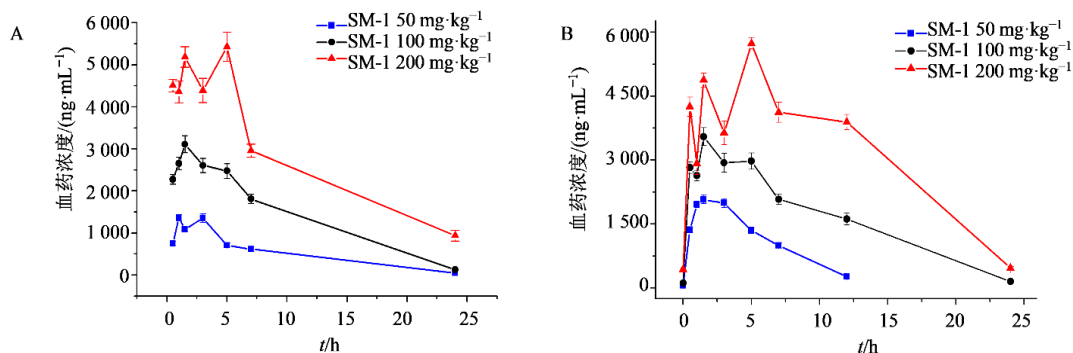 A
6 000
5 000
4 000
3 000
2 000
1 000
0
血药浓度/(ng·mL⁻¹)
SM-1 50 mg·kg⁻¹
SM-1 100 mg·kg⁻¹
SM-1 200 mg·kg⁻¹
0 5 10 15 20 25
t/h
B
6 000
4 500
3 000
1 500
0
血药浓度/(ng·mL⁻¹)
SM-1 50 mg·kg⁻¹
SM-1 100 mg·kg⁻¹
SM-1 200 mg·kg⁻¹
0 5 10 15 20 25
t/h